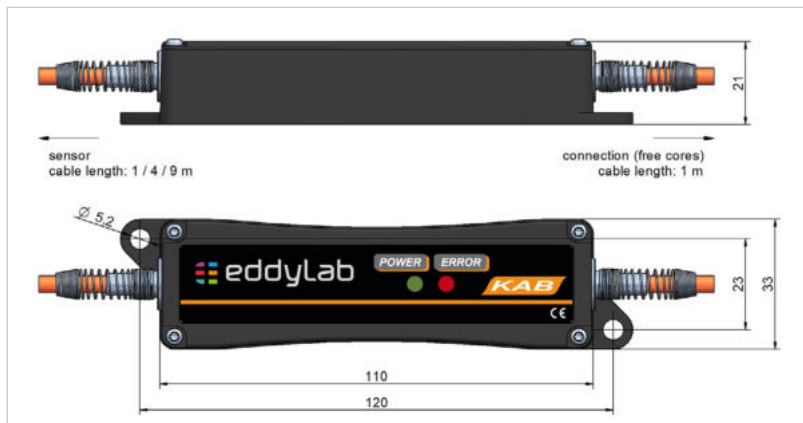 21
sensor
cable length: 1 / 4 / 9 m
connection (free cores)
cable length: 1 m
Ø 5,2
eddylab
POWER
ERROR
KAB
CE
23
33
110
120